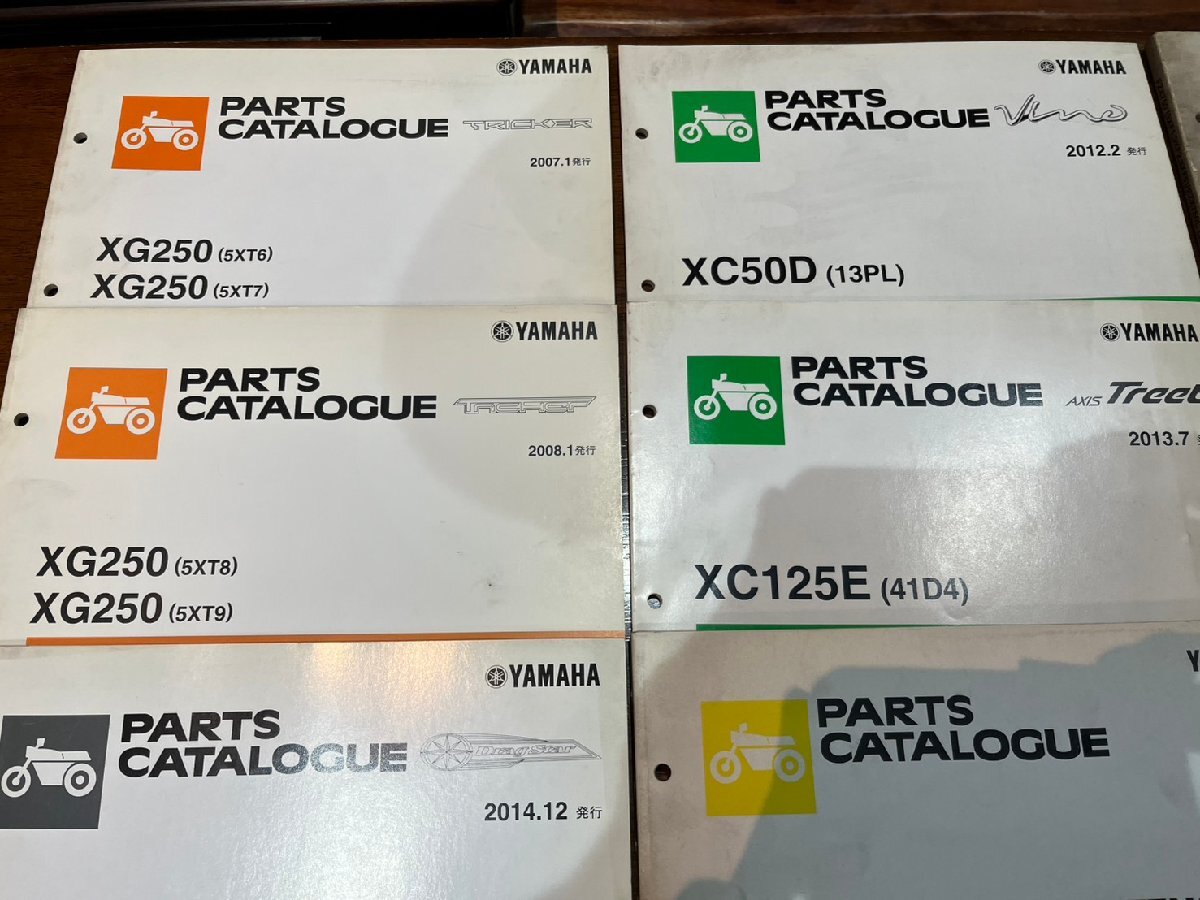 YAMAHA
PARTS
CATALOGUE TRICKER
2007.1発行
XG250 (5XT6)
XG250 (5XT7)
YAMAHA
PARTS
CATALOGUE Vino
2012.2 発行
XC50D (13PL)
YAMAHA
PARTS
CATALOGUE
2008.1発行
XG250 (5XT8)
XG250 (5XT9)
YAMAHA
PARTS
CATALOGUE AXIS Treet
2013.7
XC125E (41D4)
YAMAHA
PARTS
CATALOGUE DragStar
2014.12 発行
PARTS
CATALOGUE